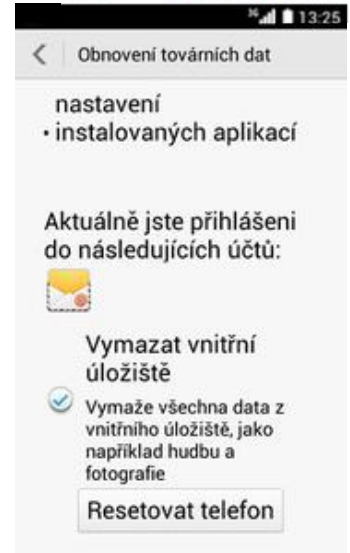 3G 13:25
Obnovení továrních dat
nastavení
• instalovaných aplikací
Aktuálně jste přihlášeni
do následujících účtů:
Vymazat vnitřní
úložiště
Vymaže všechna data z
vnitřního úložiště, jako
například hudbu a
fotografie
Resetovat telefon